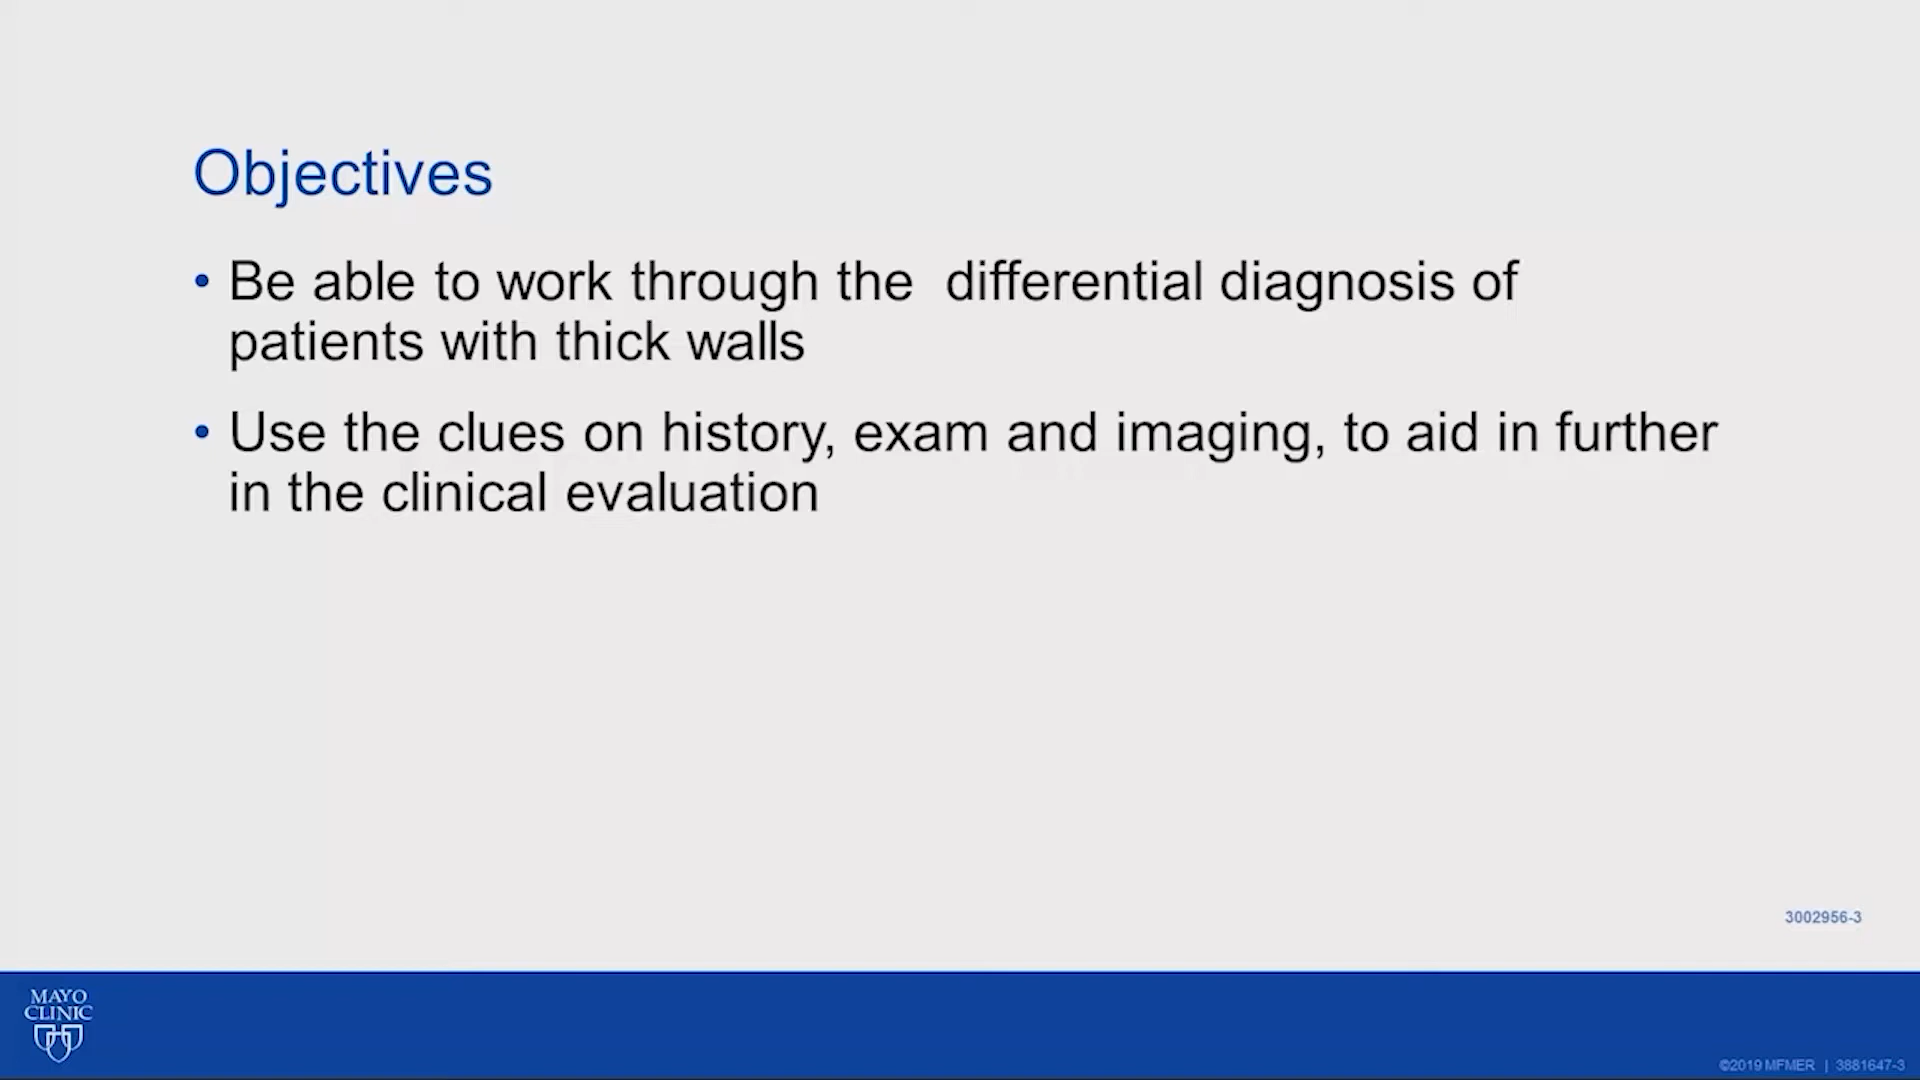 Objectives
• Be able to work through the  differential diagnosis of
patients with thick walls
• Use the clues on history, exam and imaging, to aid in further
in the clinical evaluation
3002956-3
MAYO
CLINIC
©2019 MFMER | 3881647-3